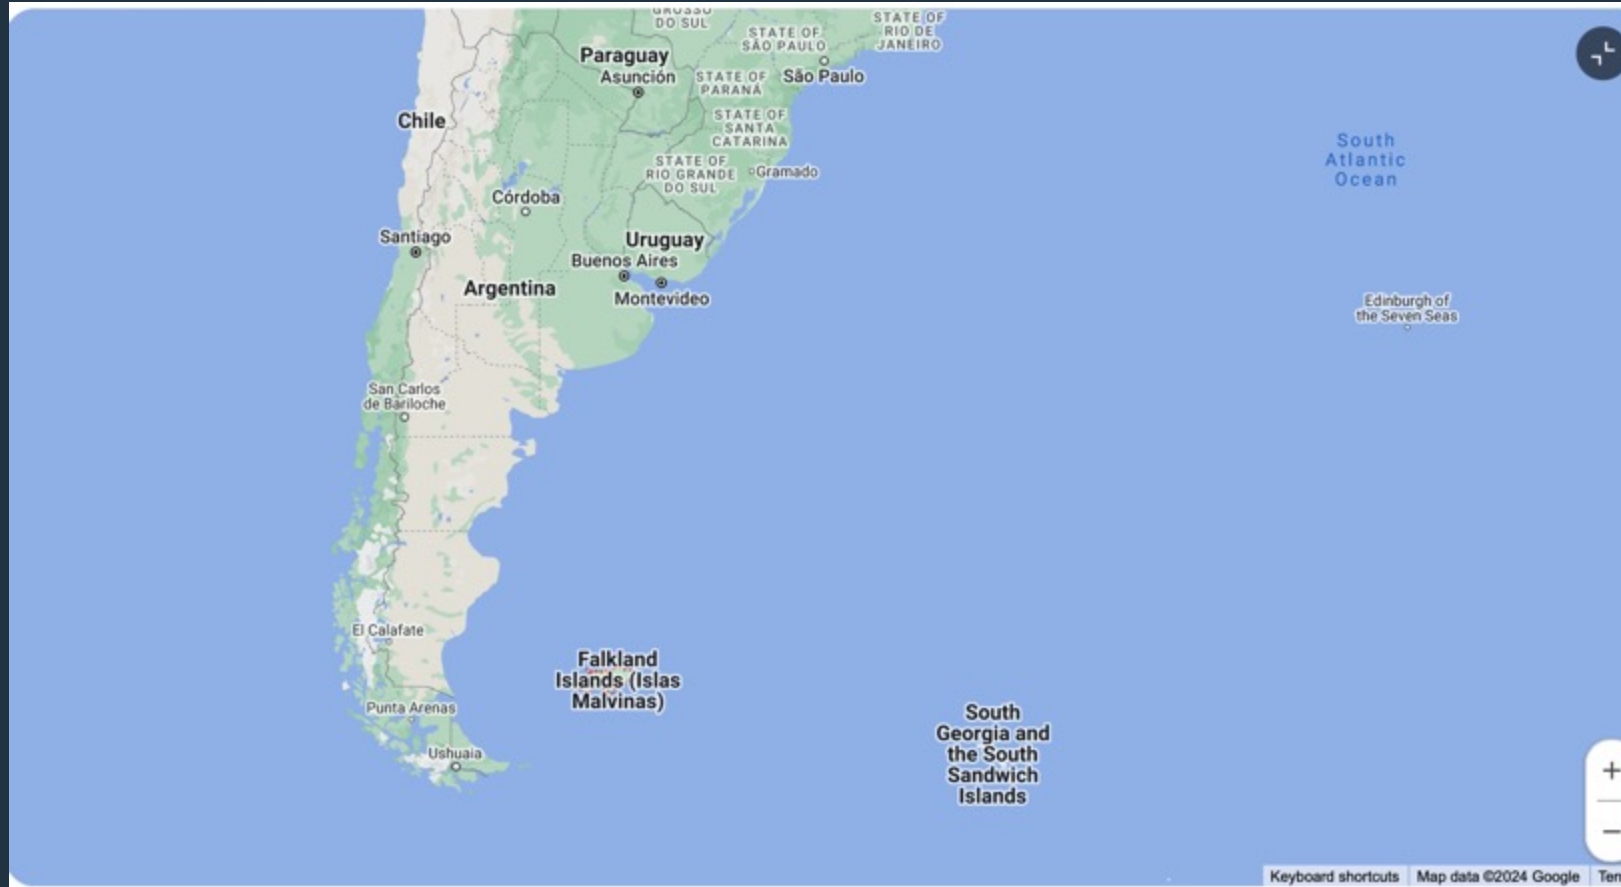 GROSSO
DO SUL
STATE OF
RIO DE
JANEIRO
STATE OF
SÃO PAULO
Paraguay
Asunción
STATE OF
PARANÁ
São Paulo
Chile
STATE OF
SANTA
CATARINA
South
Atlantic
Ocean
STATE OF
RIO GRANDE
DO SUL
Gramado
Córdoba
Santiago
Uruguay
Buenos Aires
Argentina
Montevideo
Edinburgh of
the Seven Seas
San Carlos
de Bariloche
El Calafate
Falkland
Islands (Islas
Malvinas)
Punta Arenas
South
Georgia and
the South
Sandwich
Islands
Ushuaia
Keyboard shortcuts
Map data ©2024 Google